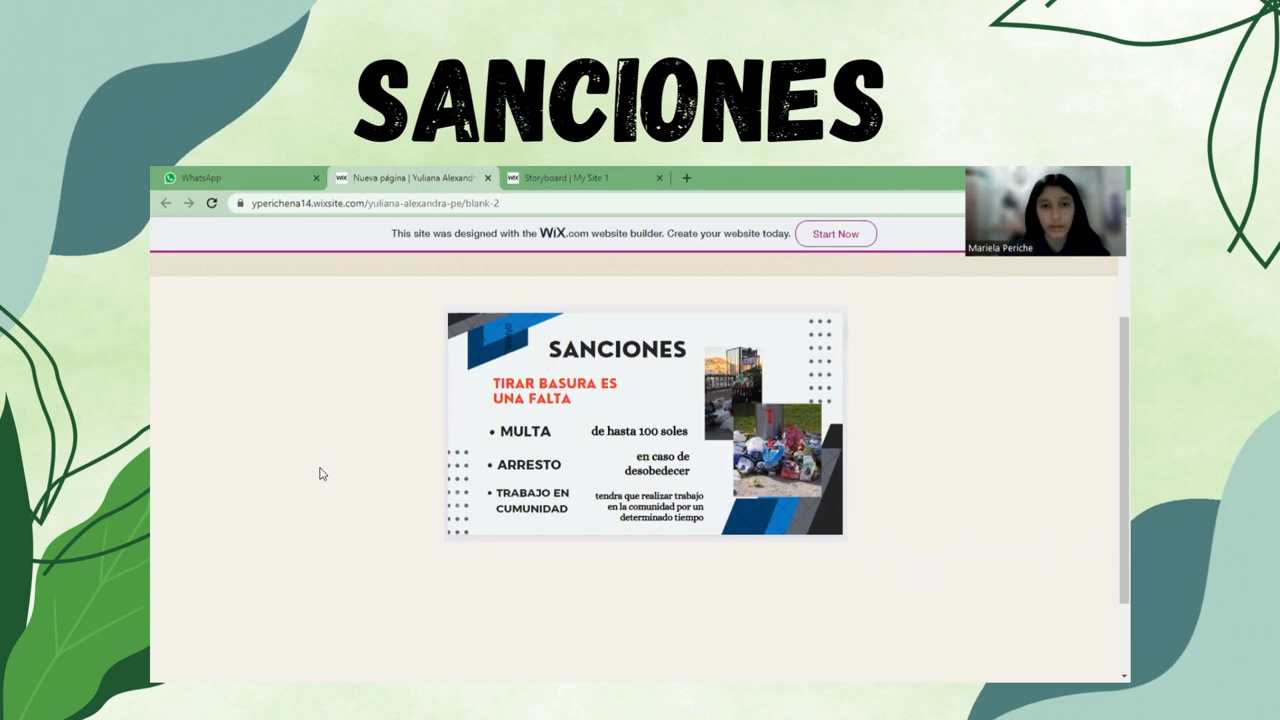 SANCIONES
WhatsApp
WiX Nueva página | Yuliana Alexand
WiX Storyboard | My Site 1
yperichena14.wixsite.com/yuliana-alexandra-pe/blank-2
This site was designed with the WiX.com website builder. Create your website today. Start Now
Mariela Periche
SANCIONES
TIRAR BASURA ES
UNA FALTA
• MULTA de hasta 100 soles
• ARRESTO en caso de
desobedecer
• TRABAJO EN
CUMUNIDAD
tendra que realizar trabajo
en la comunidad por un
determinado tiempo